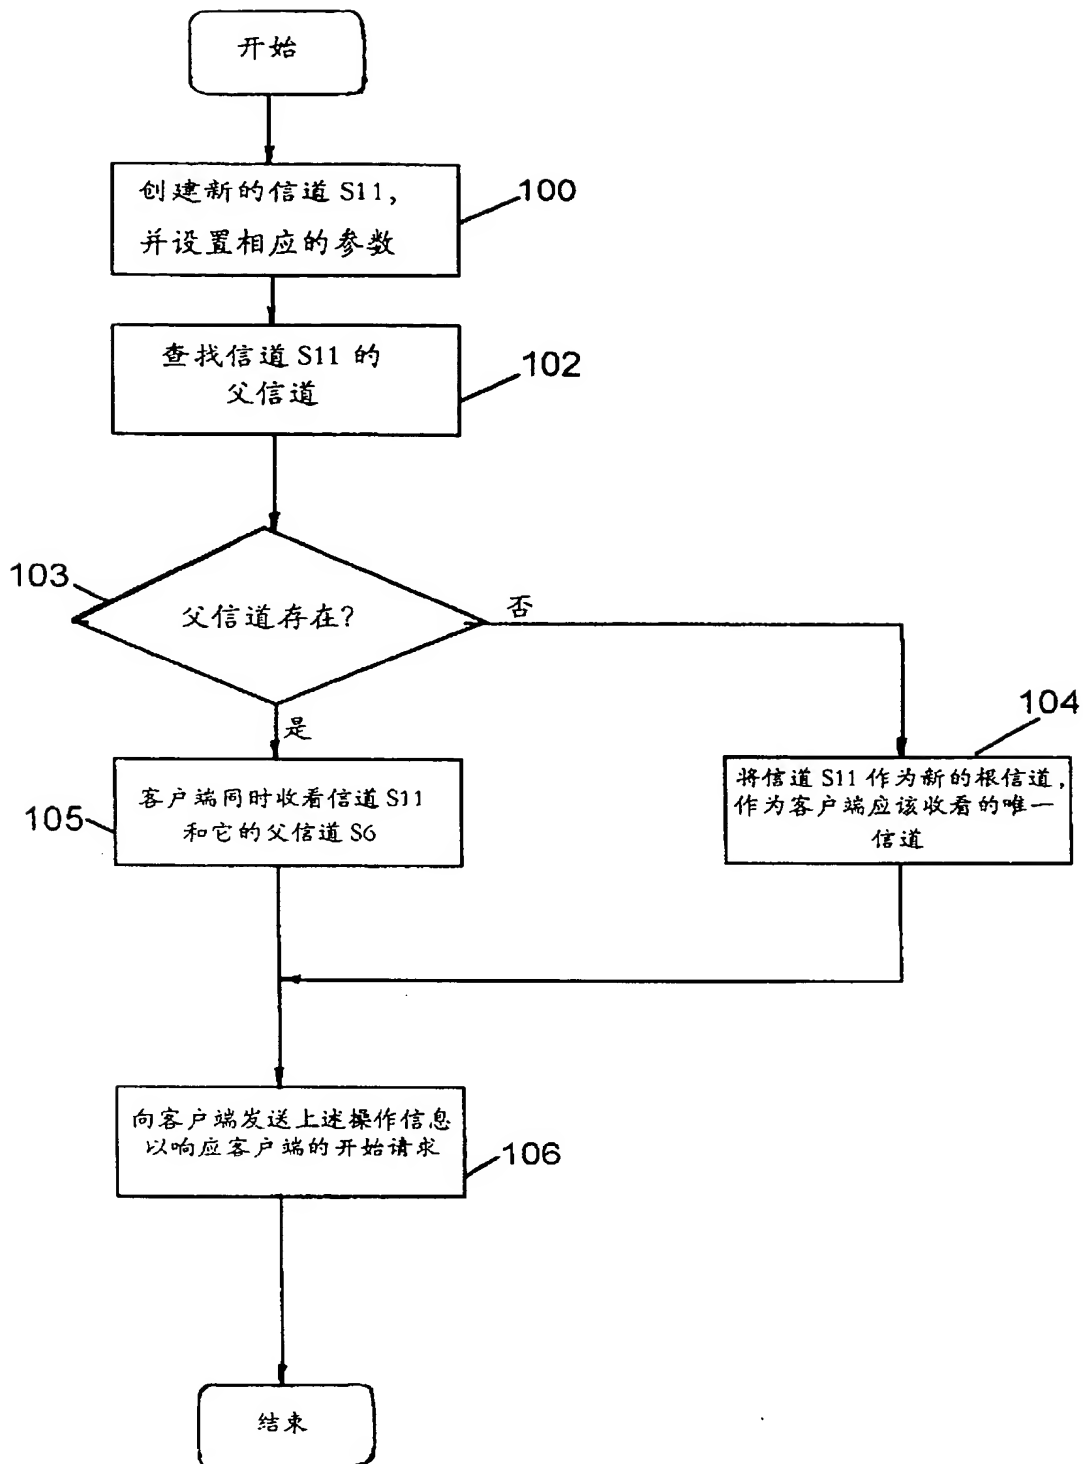 开始
创建新的信道 S11,
并设置相应的参数
100
查找信道 S11 的
父信道
102
103
父信道存在?
否
是
104
客户端同时收看信道 S11
和它的父信道 S6
105
将信道 S11 作为新的根信道,
作为客户端应该收看的唯一
信道
向客户端发送上述操作信息
以响应客户端的开始请求
106
结束